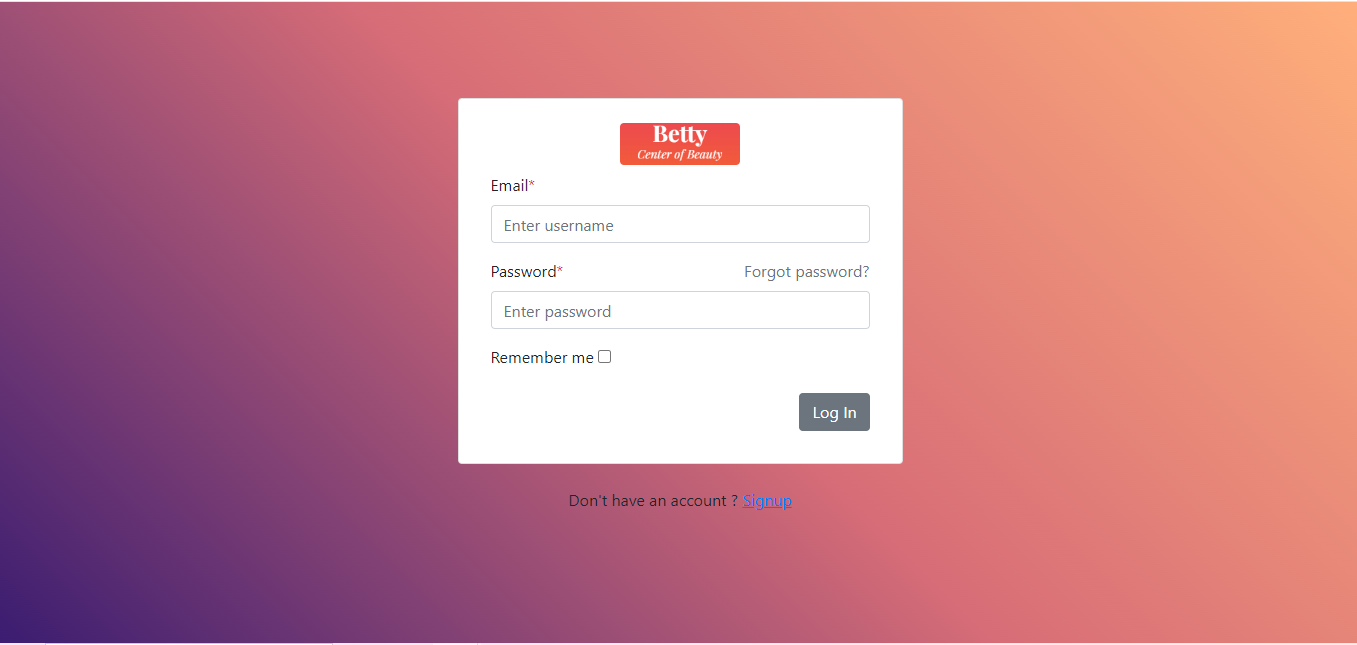 Betty
Center of Beauty
Email*
Enter username
Password* Forgot password?
Enter password
Remember me
Log In
Don't have an account ? Signup